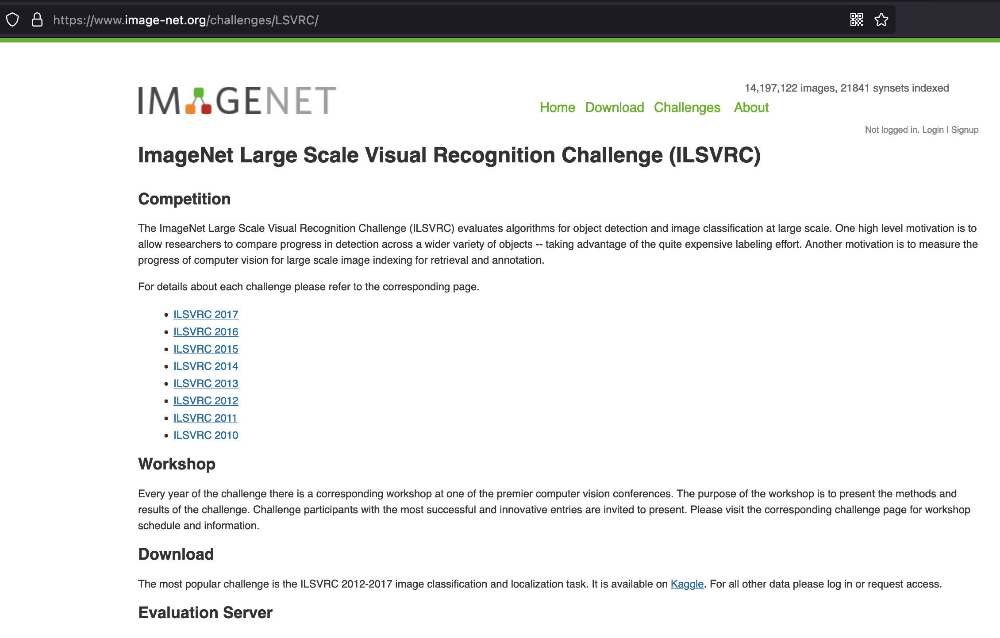 https://www.image-net.org/challenges/LSVRC/
IMAGENET
14,197,122 images, 21841 synsets indexed
Home Download Challenges About
Not logged in. Login | Signup
ImageNet Large Scale Visual Recognition Challenge (ILSVRC)
Competition
The ImageNet Large Scale Visual Recognition Challenge (ILSVRC) evaluates algorithms for object detection and image classification at large scale. One high level motivation is to
allow researchers to compare progress in detection across a wider variety of objects -- taking advantage of the quite expensive labeling effort. Another motivation is to measure the
progress of computer vision for large scale image indexing for retrieval and annotation.
For details about each challenge please refer to the corresponding page.
• ILSVRC 2017
• ILSVRC 2016
• ILSVRC 2015
• ILSVRC 2014
• ILSVRC 2013
• ILSVRC 2012
• ILSVRC 2011
• ILSVRC 2010
Workshop
Every year of the challenge there is a corresponding workshop at one of the premier computer vision conferences. The purpose of the workshop is to present the methods and
results of the challenge. Challenge participants with the most successful and innovative entries are invited to present. Please visit the corresponding challenge page for workshop
schedule and information.
Download
The most popular challenge is the ILSVRC 2012-2017 image classification and localization task. It is available on Kaggle. For all other data please log in or request access.
Evaluation Server